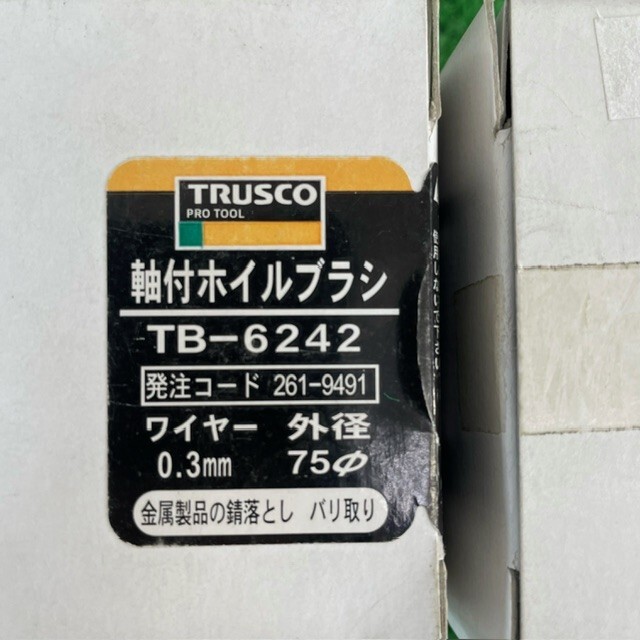 TRUSCO
PRO TOOL
軸付ホイルブラシ
TB-6242
発注コード 261-9491
ワイヤー 外径
0.3mm 75φ
金属製品の錆落とし バリ取り